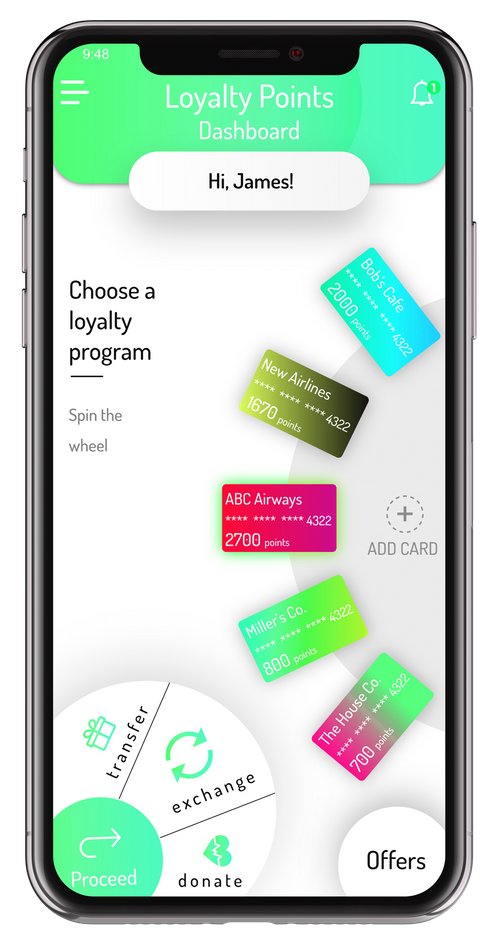 9:48
Loyalty Points
1
Dashboard
Hi, James!
Choose a
loyalty
program
Spin the
wheel
Bob's Cafe
**** **** **** 4322
2000 points
New Airlines
**** **** **** 4322
1670 points
ABC Airways
**** **** **** 4322
2700 points
ADD CARD
Miller's Co.
**** **** **** 4322
800 points
The House Co.
**** **** **** 4322
700 points
transfer
exchange
donate
Proceed
Offers